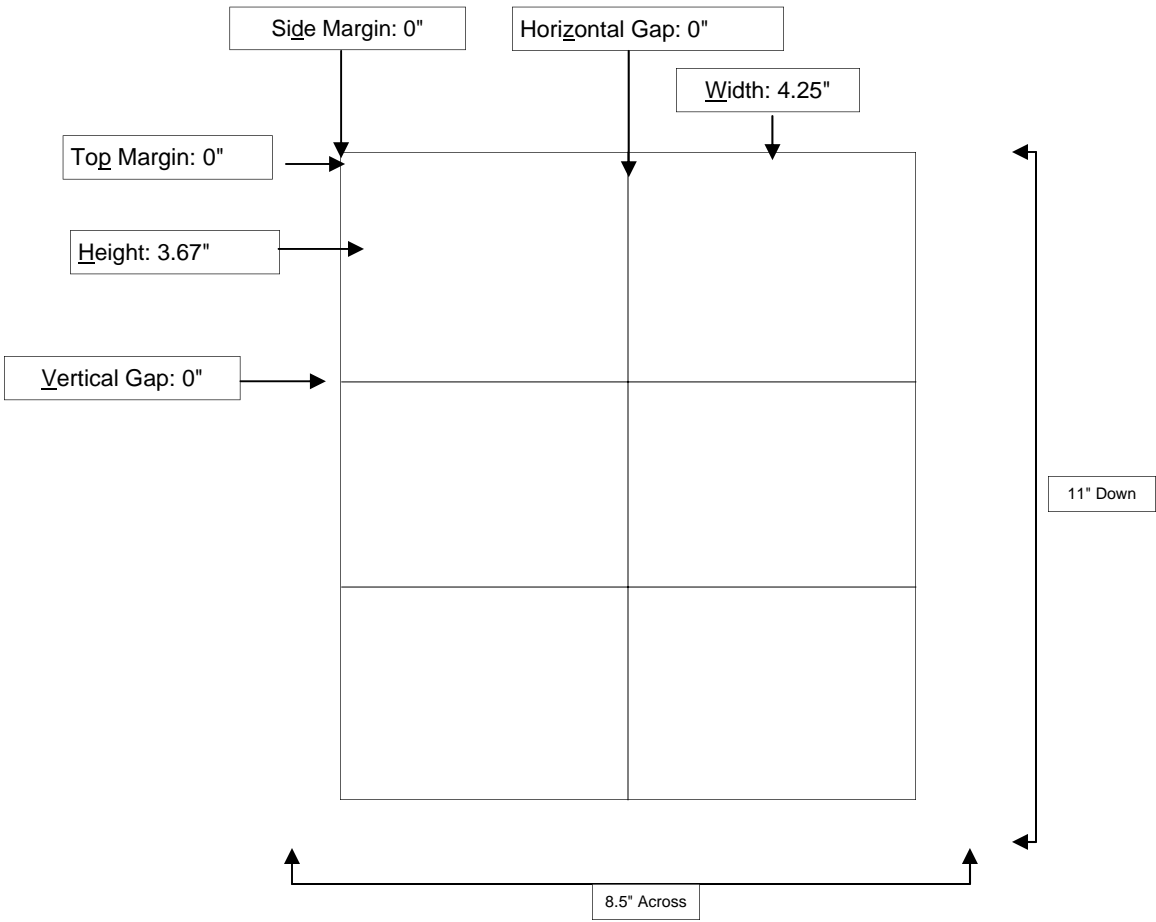 Side Margin: 0"
Horizontal Gap: 0"
Width: 4.25"
Top Margin: 0"
Height: 3.67"
Vertical Gap: 0"
11" Down
8.5" Across